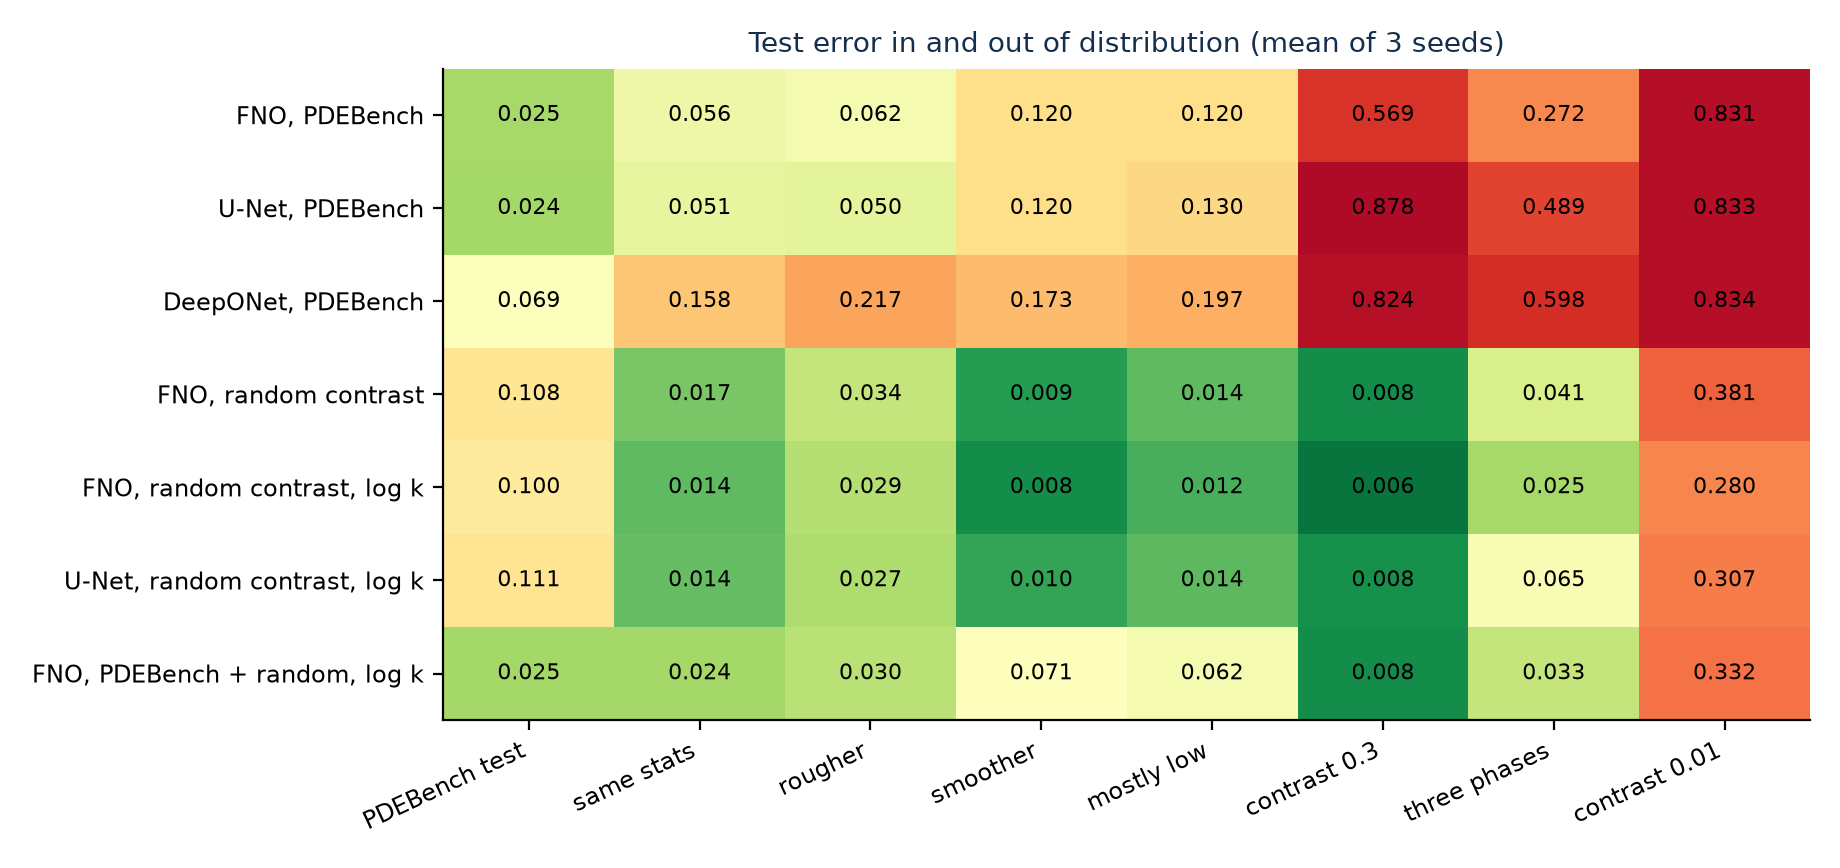 Test error in and out of distribution (mean of 3 seeds)
FNO, PDEBench 0.025 0.056 0.062 0.120 0.120 0.569 0.272 0.831
U-Net, PDEBench 0.024 0.051 0.050 0.120 0.130 0.878 0.489 0.833
DeepONet, PDEBench 0.069 0.158 0.217 0.173 0.197 0.824 0.598 0.834
FNO, random contrast 0.108 0.017 0.034 0.009 0.014 0.008 0.041 0.381
FNO, random contrast, log k 0.100 0.014 0.029 0.008 0.012 0.006 0.025 0.280
U-Net, random contrast, log k 0.111 0.014 0.027 0.010 0.014 0.008 0.065 0.307
FNO, PDEBench + random, log k 0.025 0.024 0.030 0.071 0.062 0.008 0.033 0.332
PDEBench test same stats rougher smoother mostly low contrast 0.3 three phases contrast 0.01